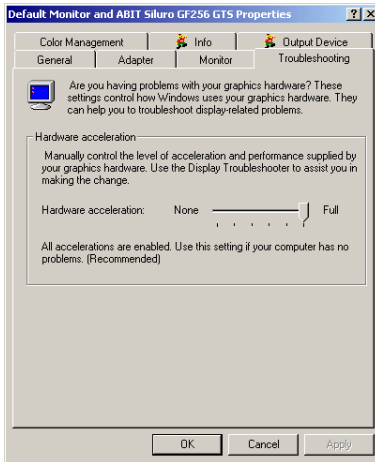 Default Monitor and ABIT Siluro GF256 GTS Properties
Color Management Info Output Device
General Adapter Monitor Troubleshooting
Are you having problems with your graphics hardware? These
settings control how Windows uses your graphics hardware. They
can help you to troubleshoot display-related problems.
Hardware acceleration
Manually control the level of acceleration and performance supplied by
your graphics hardware. Use the Display Troubleshooter to assist you in
making the change.
Hardware acceleration: None Full
All accelerations are enabled. Use this setting if your computer has no
problems. (Recommended)
OK Cancel Apply